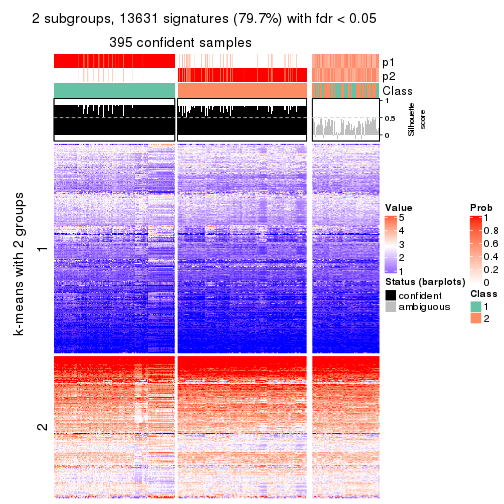 2 subgroups, 13631 signatures (79.7%) with fdr < 0.05
395 confident samples
p1
p2
Class
1
0.5
0
Silhouette
score
k-means with 2 groups
1
2
Value
5
4
3
2
1
Status (barplots)
confident
ambiguous
Prob
1
0.8
0.6
0.4
0.2
0
Class
1
2